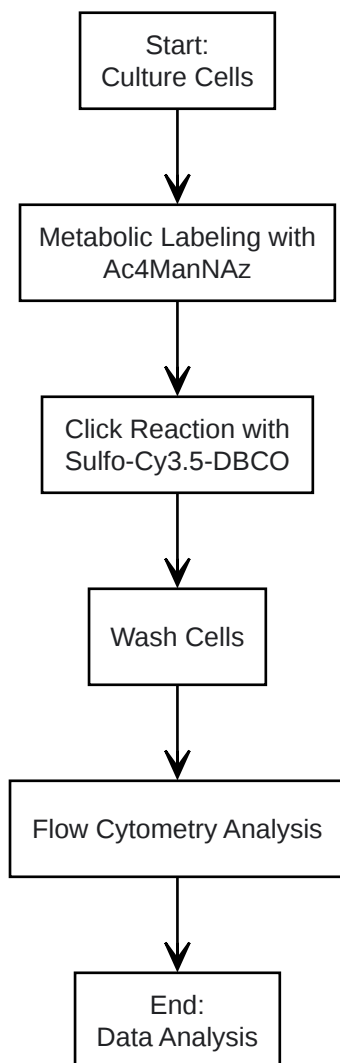 Start:
Culture Cells
Metabolic Labeling with
Ac4ManNAz
Click Reaction with
Sulfo-Cy3.5-DBCO
Wash Cells
Flow Cytometry Analysis
End:
Data Analysis